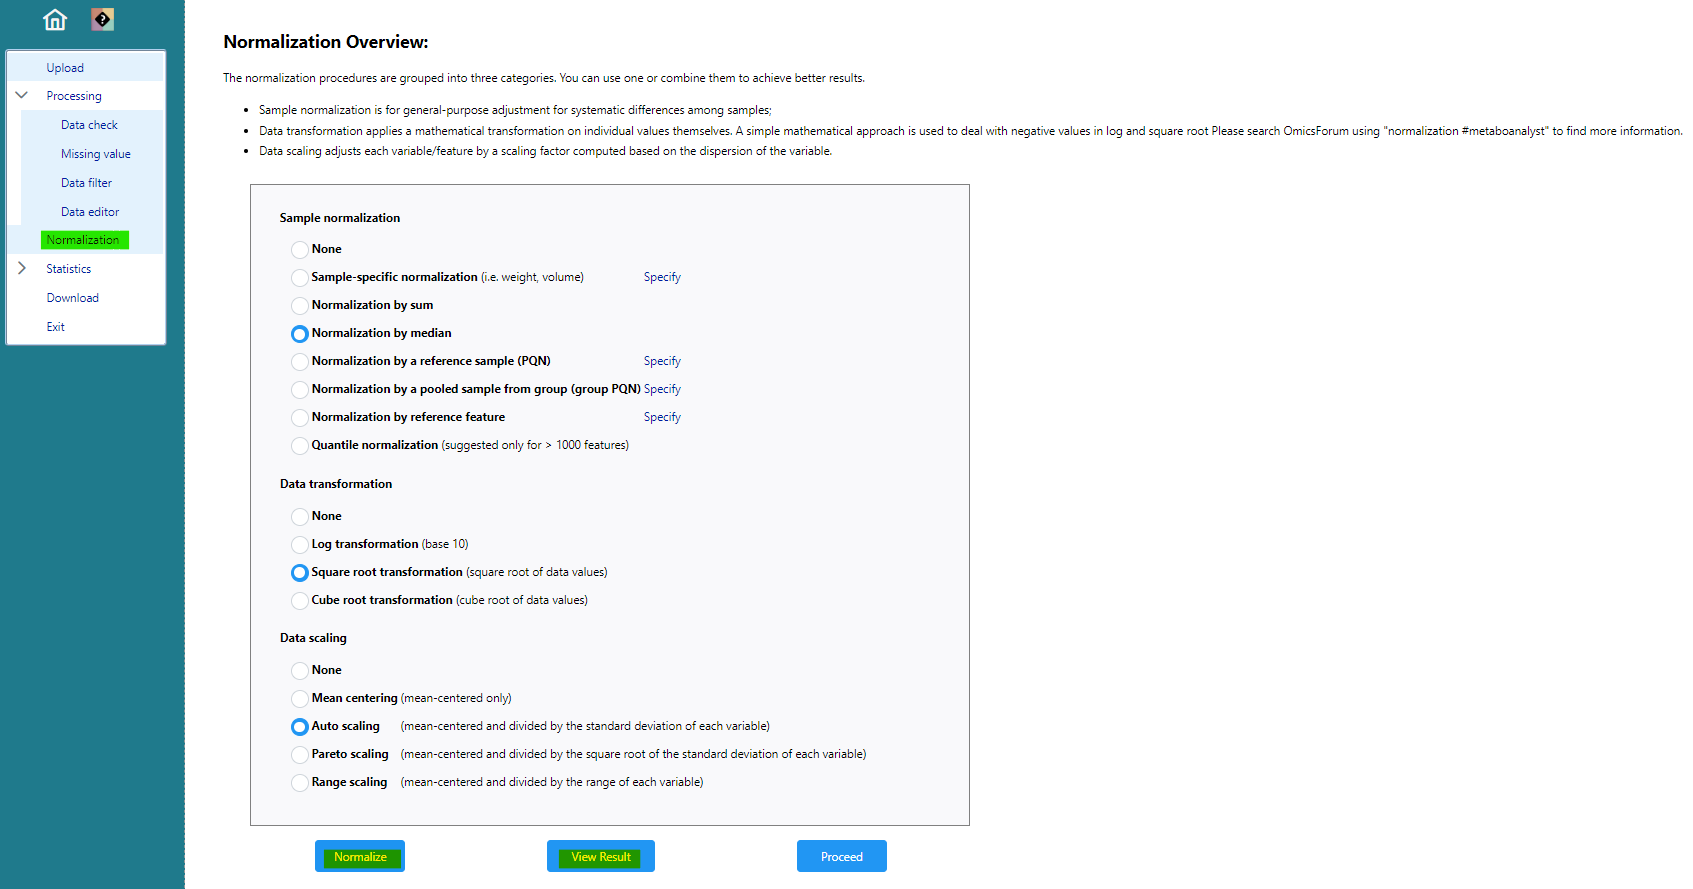 ?
Upload
Processing
Data check
Missing value
Data filter
Data editor
Normalization
Statistics
Download
Exit
Normalization Overview:
The normalization procedures are grouped into three categories. You can use one or combine them to achieve better results.
Sample normalization is for general-purpose adjustment for systematic differences among samples;
Data transformation applies a mathematical transformation on individual values themselves. A simple mathematical approach is used to deal with negative values in log and square root Please search OmicsForum using "normalization #metaboanalyst" to find more information.
Data scaling adjusts each variable/feature by a scaling factor computed based on the dispersion of the variable.
Sample normalization
None
Sample-specific normalization (i.e. weight, volume) Specify
Normalization by sum
Normalization by median
Normalization by a reference sample (PQN) Specify
Normalization by a pooled sample from group (group PQN) Specify
Normalization by reference feature Specify
Quantile normalization (suggested only for > 1000 features)
Data transformation
None
Log transformation (base 10)
Square root transformation (square root of data values)
Cube root transformation (cube root of data values)
Data scaling
None
Mean centering (mean-centered only)
Auto scaling (mean-centered and divided by the standard deviation of each variable)
Pareto scaling (mean-centered and divided by the square root of the standard deviation of each variable)
Range scaling (mean-centered and divided by the range of each variable)
Normalize View Result Proceed